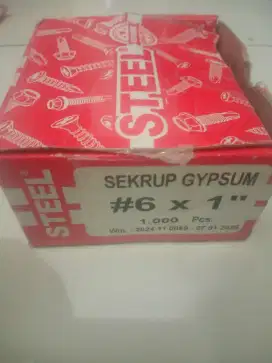 STEEL
STEEL
SEKRUP GYPSUM
#6 x 1"
1.000 Pcs